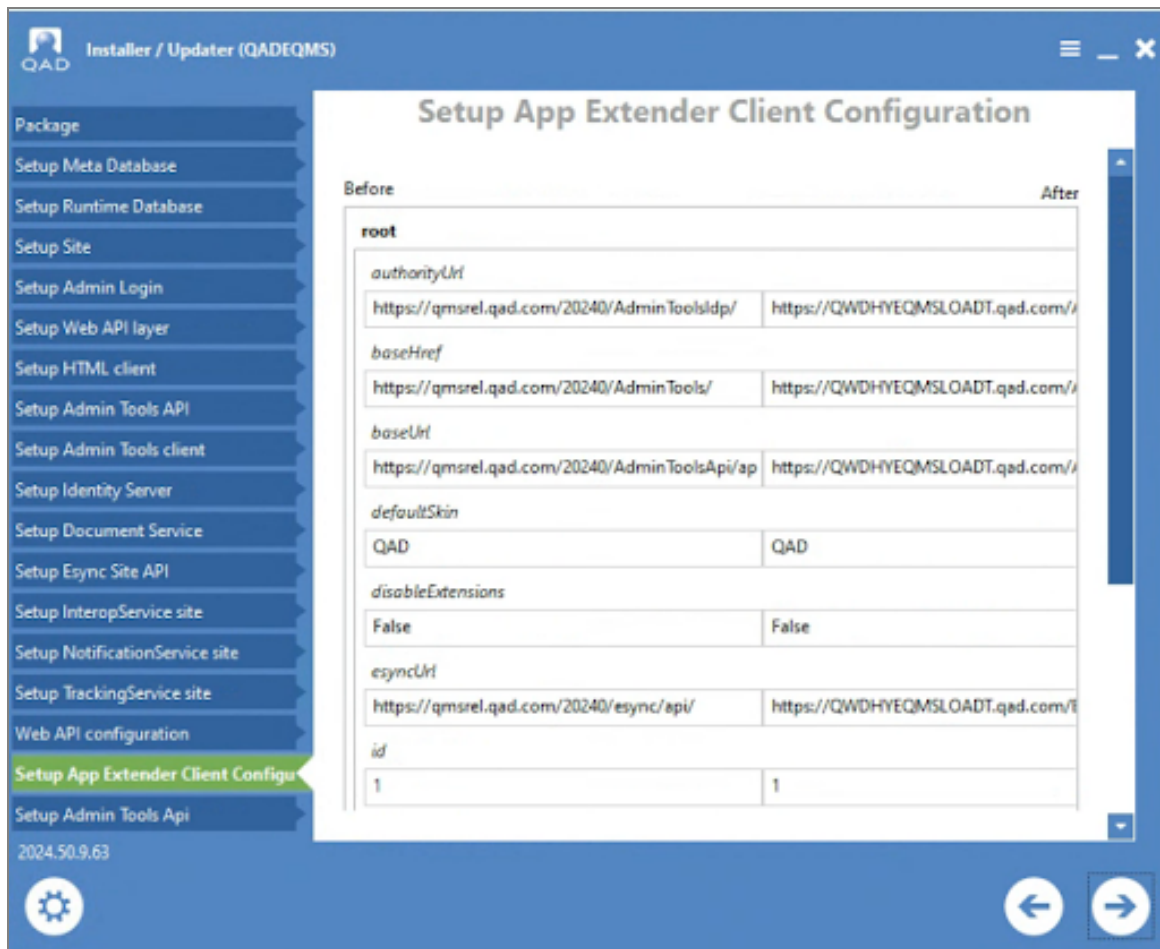 QAD
Installer / Updater (QADEQMS)
Package
Setup Meta Database
Setup Runtime Database
Setup Site
Setup Admin Login
Setup Web API layer
Setup HTML client
Setup Admin Tools API
Setup Admin Tools client
Setup Identity Server
Setup Document Service
Setup Esync Site API
Setup InteropService site
Setup NotificationService site
Setup TrackingService site
Web API configuration
Setup App Extender Client Configu
Setup Admin Tools Api
2024.50.9.63
Setup App Extender Client Configuration
Before After
root
authorityUrl
https://qmsrel.qad.com/20240/AdminToolsIdp/ https://QWDHYEQMSLOADT.qad.com/A
baseHref
https://qmsrel.qad.com/20240/AdminTools/ https://QWDHYEQMSLOADT.qad.com/A
baseUrl
https://qmsrel.qad.com/20240/AdminToolsApi/ap https://QWDHYEQMSLOADT.qad.com/A
defaultSkin
QAD QAD
disableExtensions
False False
esyncUrl
https://qmsrel.qad.com/20240/esync/api/ https://QWDHYEQMSLOADT.qad.com/E
id
1 1